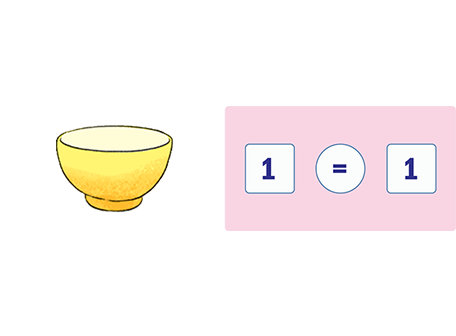 1 = 1